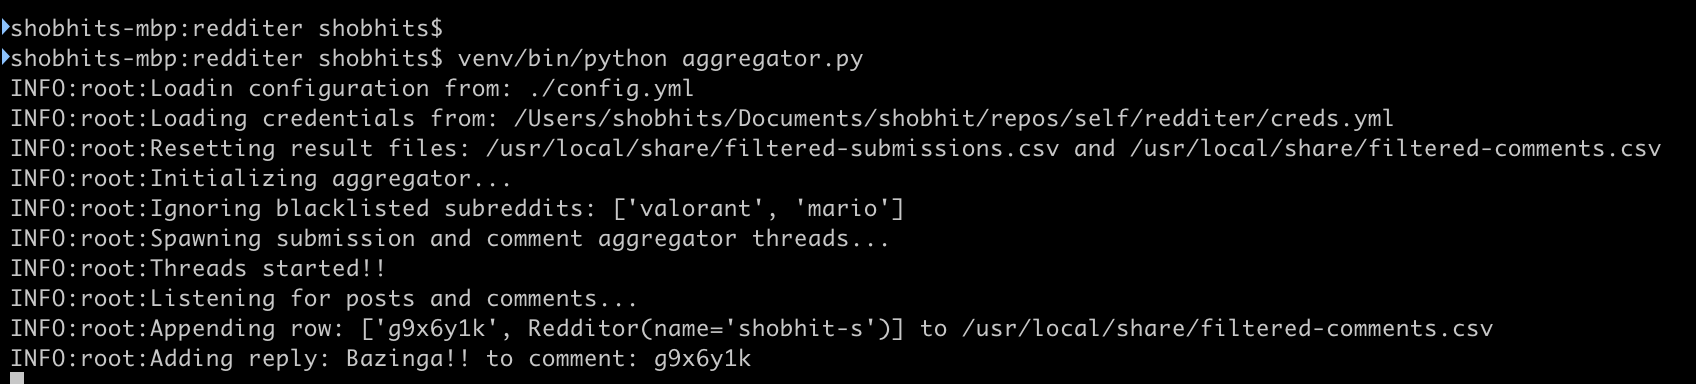 shobhits-mbp:redditer shobhits$
shobhits-mbp:redditer shobhits$ venv/bin/python aggregator.py
INFO:root:Loadin configuration from: ./config.yml
INFO:root:Loading credentials from: /Users/shobhits/Documents/shobhit/repos/self/redditer/creds.yml
INFO:root:Resetting result files: /usr/local/share/filtered-submissions.csv and /usr/local/share/filtered-comments.csv
INFO:root:Initializing aggregator...
INFO:root:Ignoring blacklisted subreddits: ['valorant', 'mario']
INFO:root:Spawning submission and comment aggregator threads...
INFO:root:Threads started!!
INFO:root:Listening for posts and comments...
INFO:root:Appending row: ['g9x6y1k', Redditor(name='shobhit-s')] to /usr/local/share/filtered-comments.csv
INFO:root:Adding reply: Bazinga!! to comment: g9x6y1k